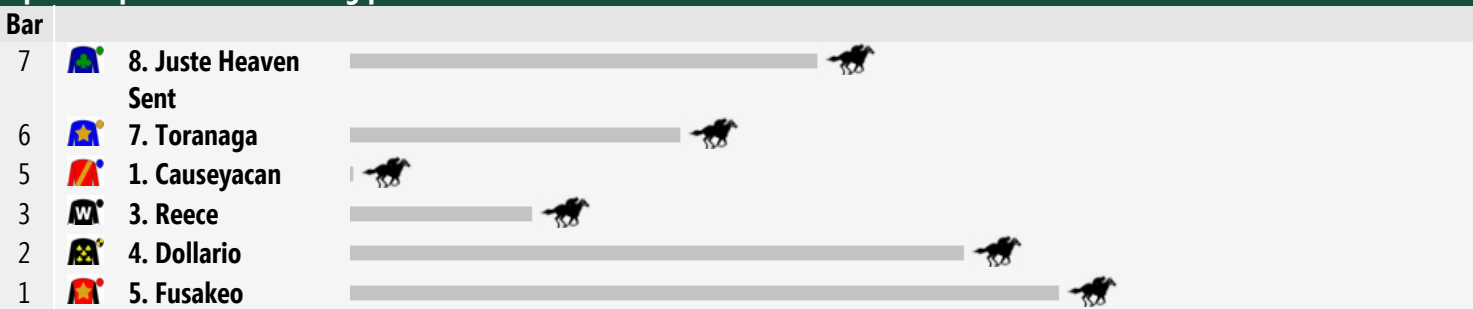 Bar
7 8. Juste Heaven
Sent
6 7. Toranaga
5 1. Causeyacan
3 W 3. Reece
2 4. Dollario
1 5. Fusakeo